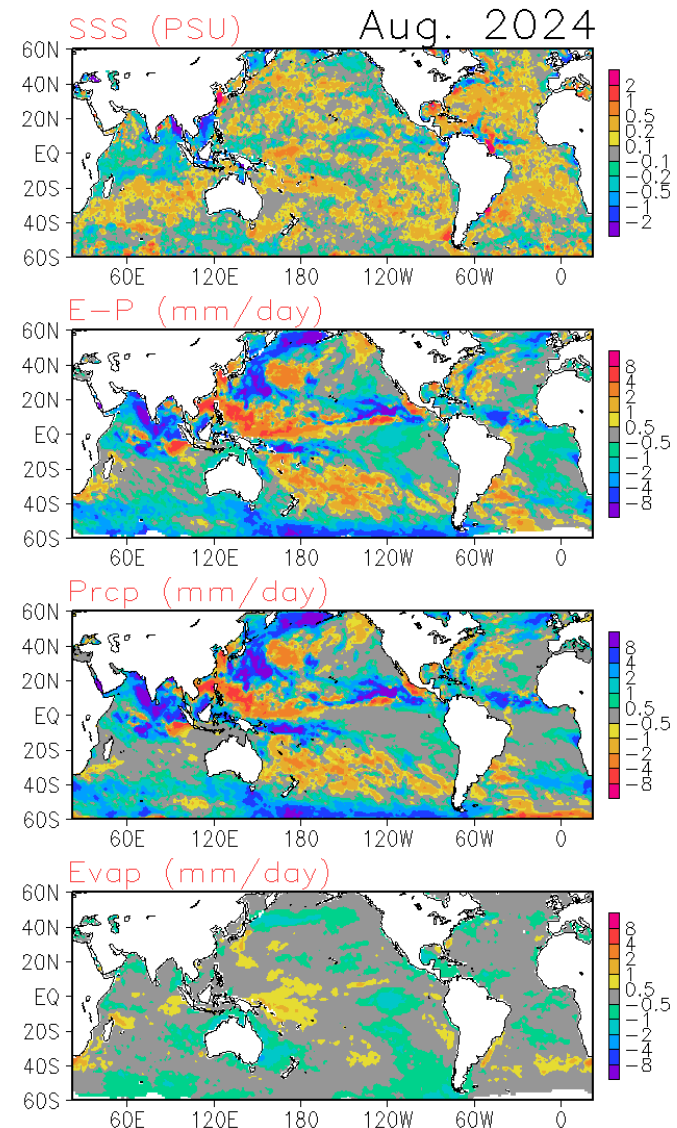 SSS (PSU) Aug. 2024
60N
40N
20N
EQ
20S
40S
60S
60E 120E 180 120W 60W 0
2
1
0.5
0.2
0.1
-0.1
-0.2
-0.5
-1
-2
E-P (mm/day)
60N
40N
20N
EQ
20S
40S
60S
60E 120E 180 120W 60W 0
8
4
2
1
0.5
-0.5
-1
-2
-4
-8
Prcp (mm/day)
60N
40N
20N
EQ
20S
40S
60S
60E 120E 180 120W 60W 0
8
4
2
1
0.5
-0.5
-1
-2
-4
-8
Evap (mm/day)
60N
40N
20N
EQ
20S
40S
60S
60E 120E 180 120W 60W 0
8
4
2
1
0.5
-0.5
-1
-2
-4
-8